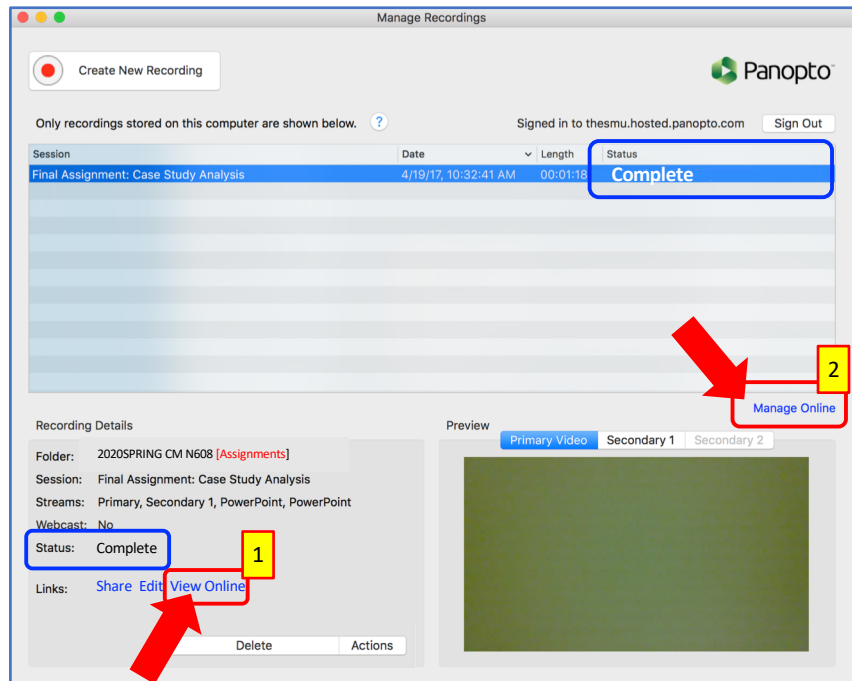 Manage Recordings
Create New Recording
Panopto™
Only recordings stored on this computer are shown below. ?
Signed in to thesmu.hosted.panopto.com Sign Out
Session Date Length Status
Final Assignment: Case Study Analysis 4/19/17, 10:32:41 AM 00:01:18 Complete
2
Manage Online
Recording Details
Folder: 2020SPRING CM N608 [Assignments]
Session: Final Assignment: Case Study Analysis
Streams: Primary, Secondary 1, PowerPoint, PowerPoint
Webcast: No
Status: Complete
1
Links: Share Edit View Online
Delete Actions
Preview
Primary Video Secondary 1 Secondary 2